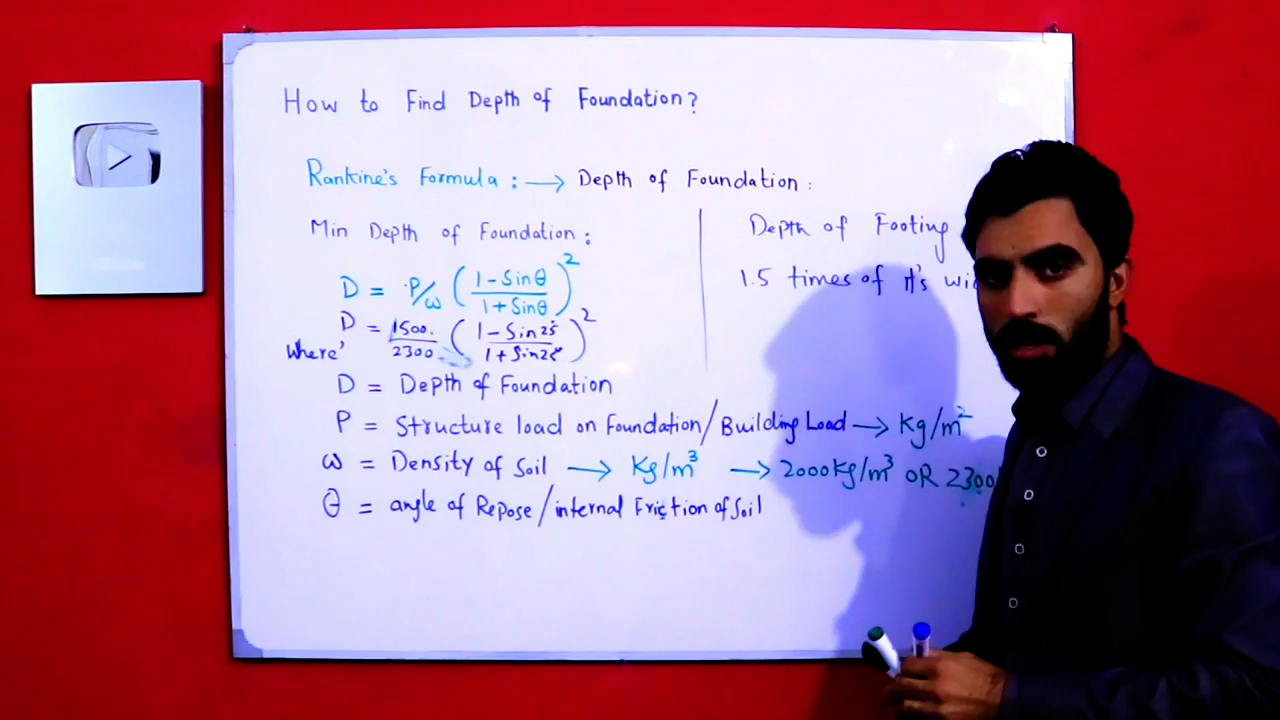 How to Find Depth of Foundation?
Rankine's Formula : → Depth of Foundation :
Min Depth of Foundation :
D = P/ω (1-Sinθ / 1+Sinθ)²
D = 1500. / 2300 (1-Sin25° / 1+Sin25°)²
Where'
D = Depth of Foundation
P = Structure load on Foundation/Building Load → Kg/m²
ω = Density of Soil → Kg/m³ → 2000Kg/m³ OR 2300
θ = angle of Repose/internal Friction of Soil
Depth of Footing
1.5 times of it's